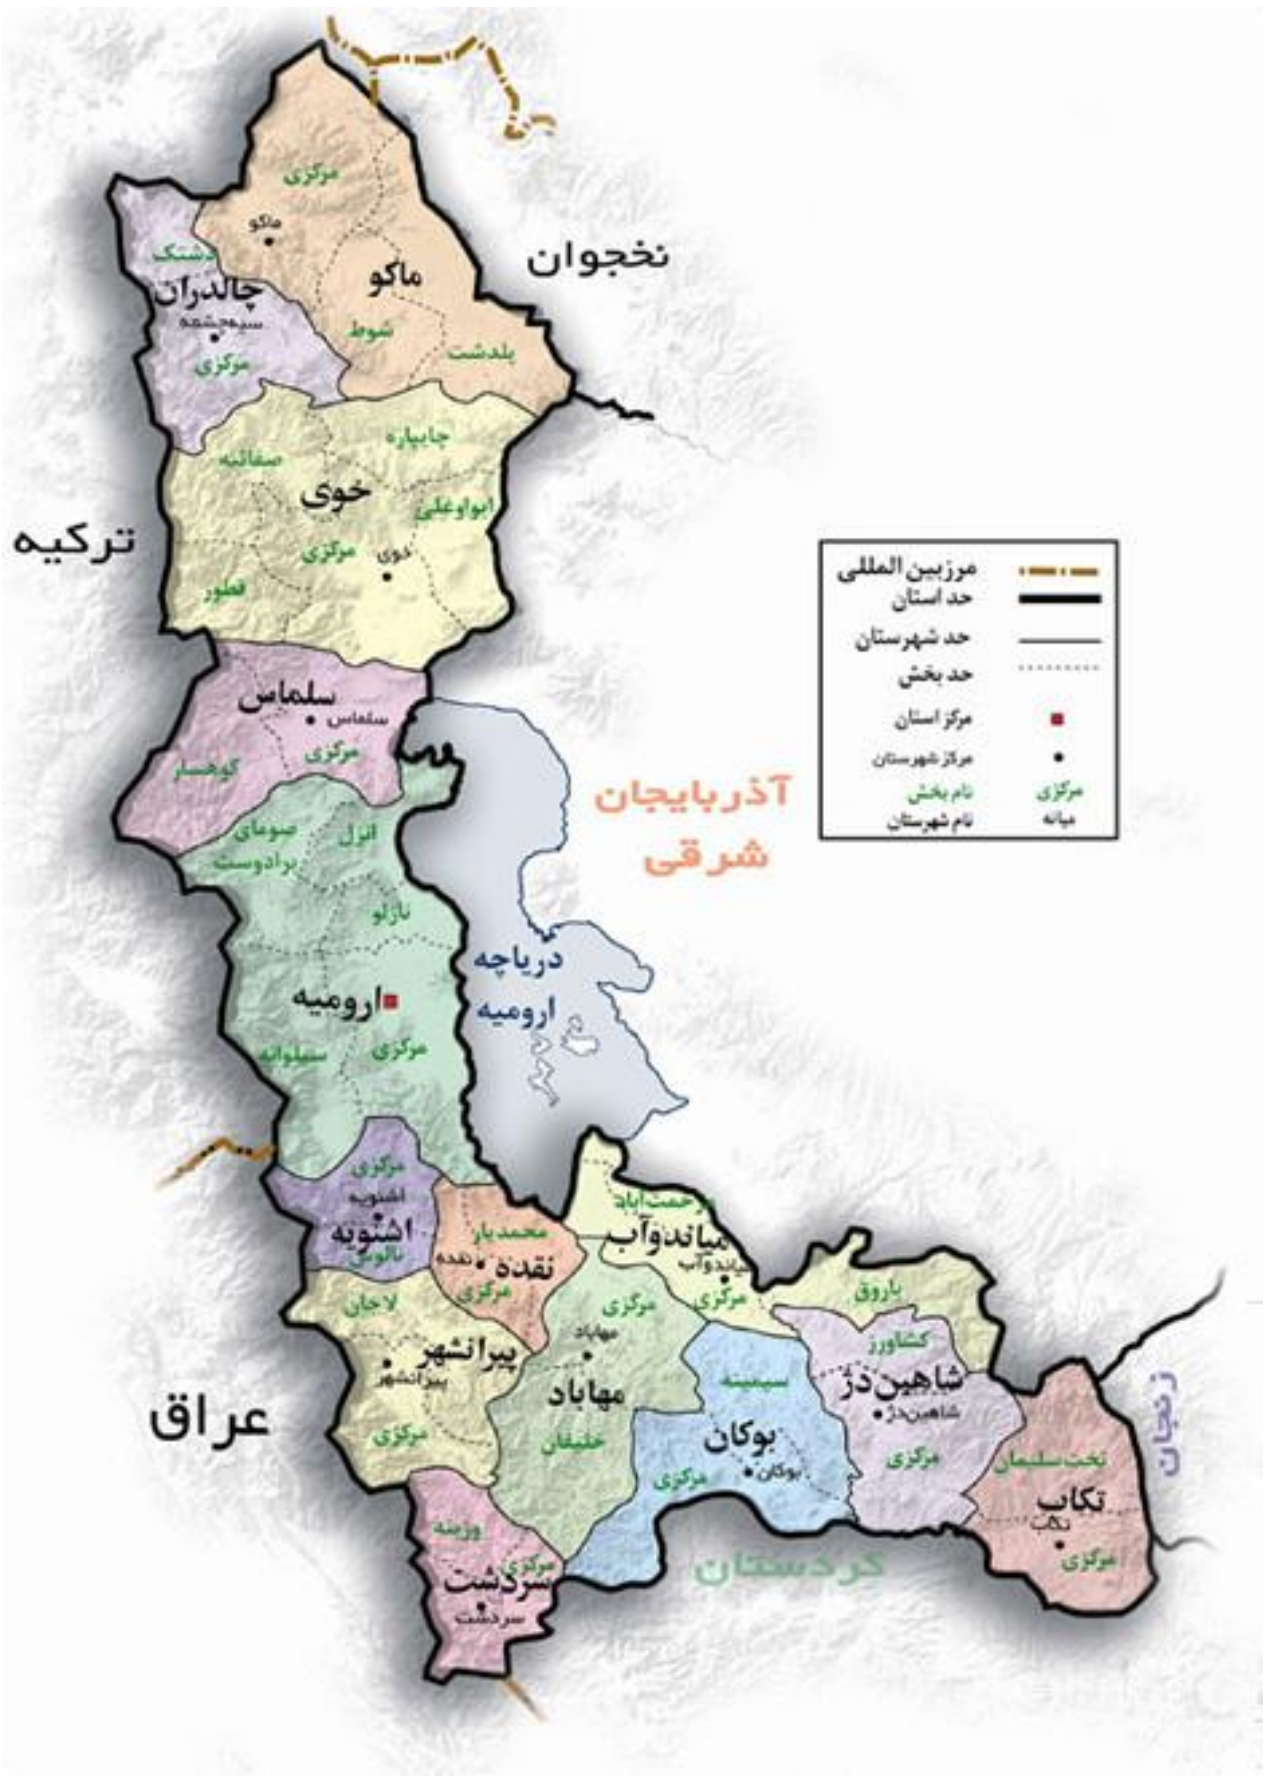 مرکزی
ماکو
نخجوان
دشتک
ماکو
چالدران
سیه‌چشمه
شوط
پلدشت
مرکزی
چایپاره
صفائیه
خوی
ایواوغلی
ترکیه
مرکزی
خوی
قطور
مرزبین المللی
حد استان
حد شهرستان
حد بخش
مرکز استان
مرکز شهرستان
مرکزی
نام بخش
میانه
نام شهرستان
سلماس
سلماس
مرکزی
کوهسار
آذربایجان
شرقی
صومای
برادوست
انزل
نازلو
دریاچه
ارومیه
ارومیه
مرکزی
سیلوانه
مرکزی
اشنویه
اشنویه
نالوس
محمدیار
نقده
نقده
مرکزی
مرحمت‌آباد
میاندوآب
میاندوآب
مرکزی
باروق
لاجان
پیرانشهر
پیرانشهر
مرکزی
مرکزی
مهاباد
مهاباد
خلیفان
سیمینه
بوکان
بوکان
مرکزی
کشاورز
شاهین دژ
شاهین‌دژ
مرکزی
زنجان
تخت سلیمان
تکاب
تکاب
مرکزی
عراق
وزینه
مرکزی
سردشت
سردشت
کردستان